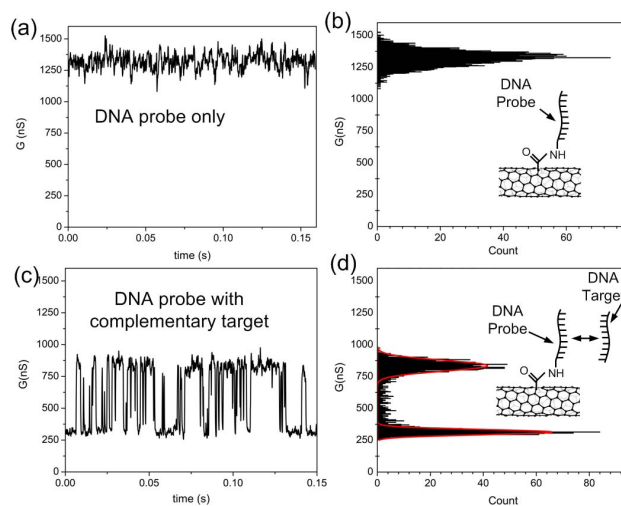 (a)
1500
1250
1000
750
500
250
0
G (nS)
DNA probe only
0.00
0.05
0.10
0.15
time (s)
(b)
1500
1250
1000
750
500
250
0
G(nS)
DNA
Probe
O
NH
0
20
40
60
Count
(c)
1500
1250
1000
750
500
250
0
G (nS)
DNA probe with
complementary target
0.00
0.05
0.10
0.15
time (s)
(d)
1500
1250
1000
750
500
250
0
G(nS)
DNA
Target
DNA
Probe
O
NH
0
20
40
60
80
Count